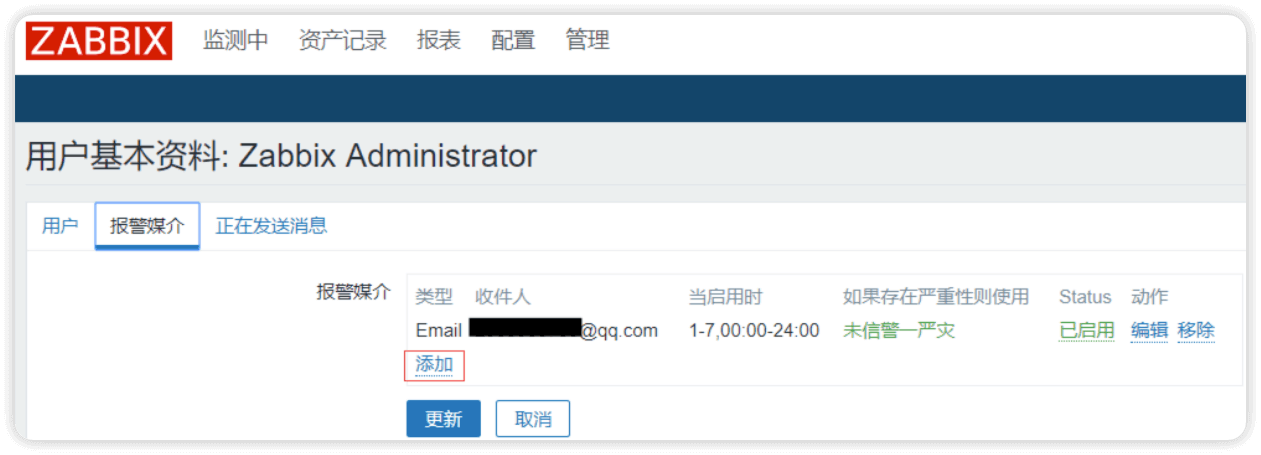 ZABBIX 监测中 资产记录 报表 配置 管理
用户基本资料: Zabbix Administrator
用户 报警媒介 正在发送消息
报警媒介 类型 收件人 当启用时 如果存在严重性则使用 Status 动作
Email @qq.com 1-7,00:00-24:00 未信警一严灾 已启用 编辑 移除
添加
更新 取消